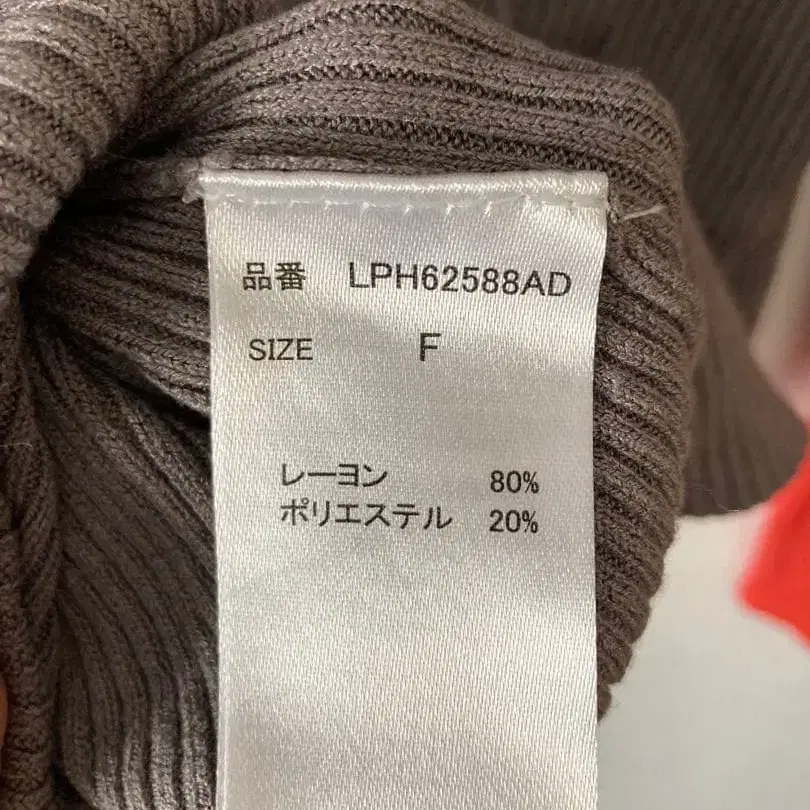 品番 LPH62588AD
SIZE F
レーヨン 80%
ポリエステル 20%